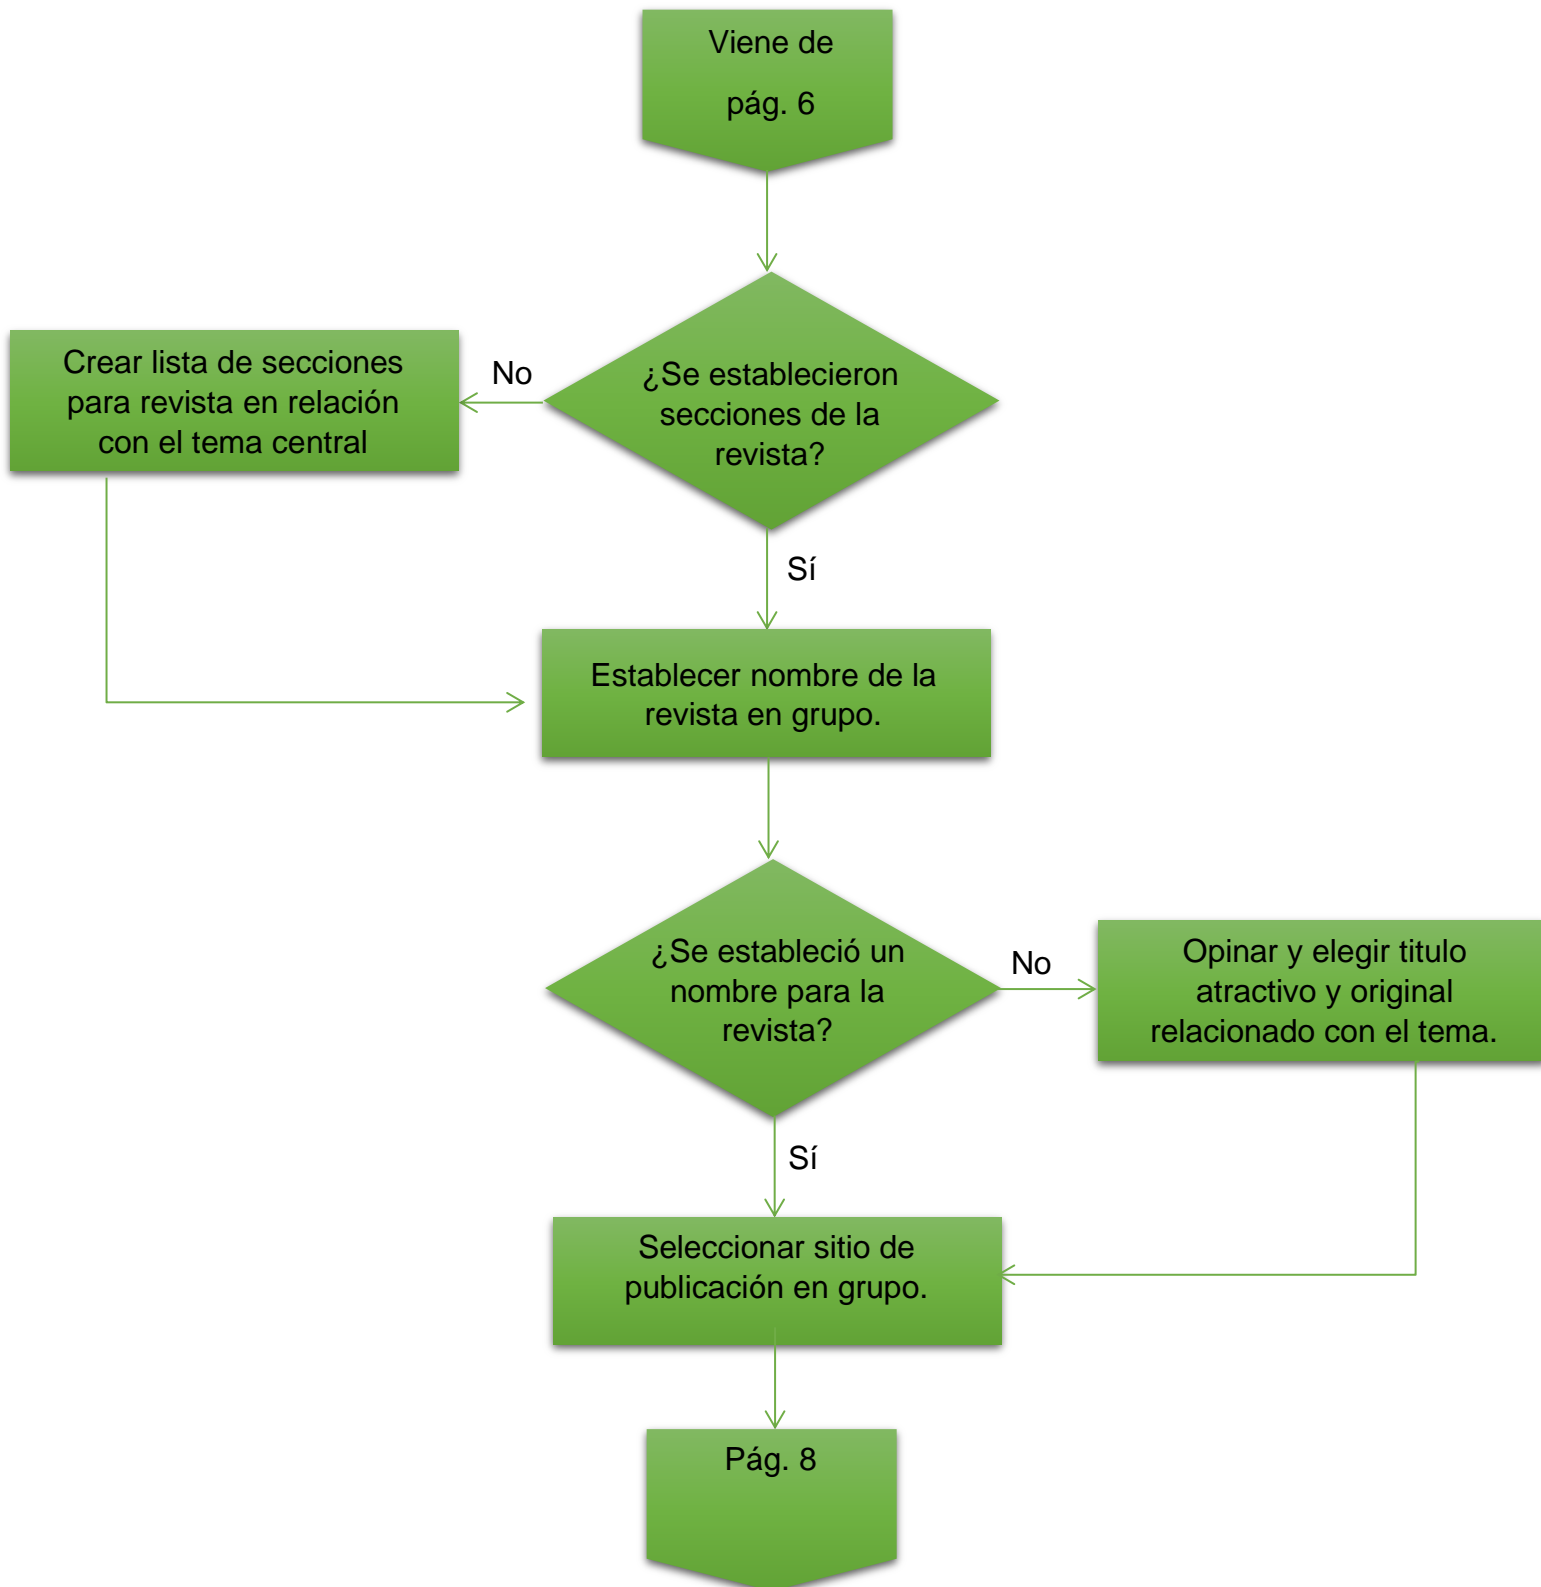 Viene de
pág. 6
Crear lista de secciones
para revista en relación
con el tema central
No
¿Se establecieron
secciones de la
revista?
Sí
Establecer nombre de la
revista en grupo.
¿Se estableció un
nombre para la
revista?
No
Opinar y elegir titulo
atractivo y original
relacionado con el tema.
Sí
Seleccionar sitio de
publicación en grupo.
Pág. 8